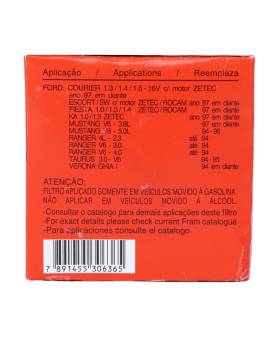 Aplicação / Applications / Reemplaza
FORD: COURIER 1.3 / 1.4 / 1.6 - 16V c/ motor ZETEC
ano 97 em diante
ESCORT/SW c/ motor ZETEC/ROCAM ano 97 em diante
FIESTA 1.0 / 1.3 / 1.4 / ZETEC/ROCAM ano 97 em diante
KA 1.0 / 1.3 ZETEC ano 97 em diante
MUSTANG V6 - 3.8L 97 em diante
MUSTANG V8 - 5.0L 94 - 96
RANGER 4L - 2.3 até 94
RANGER V6 - 3.0 até 94
RANGER V6 - 4.0 até 94
TAURUS 3.0 - V6 94 - 95
VERONA GHIA I 94 em diante
ATENÇÃO:
FILTRO APLICADO SOMENTE EM VEÍCULOS MOVIDO À GASOLINA.
NÃO APLICAR EM VEÍCULOS MOVIDO À ÁLCOOL.
-Consultar o catalogo para demais aplicações deste filtro
-For exact details please check current Fram catalogue
-Para aplicaciones consulte el catalogo
7 891455 306365